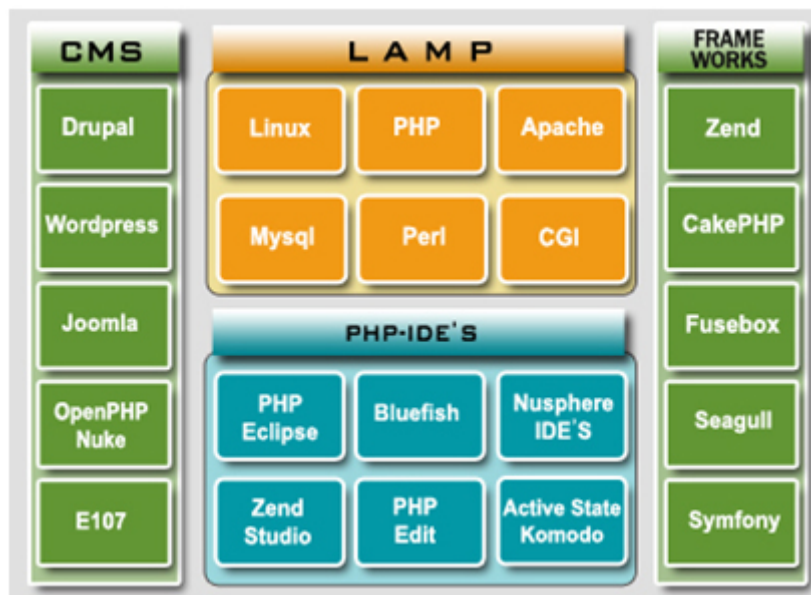 CMS
Drupal
Wordpress
Joomla
OpenPHP
Nuke
E107
LAMP
Linux
PHP
Apache
Mysql
Perl
CGI
PHP-IDE'S
PHP
Eclipse
Bluefish
Nusphere
IDE'S
Zend
Studio
PHP
Edit
Active State
Komodo
FRAME
WORKS
Zend
CakePHP
Fusebox
Seagull
Symfony